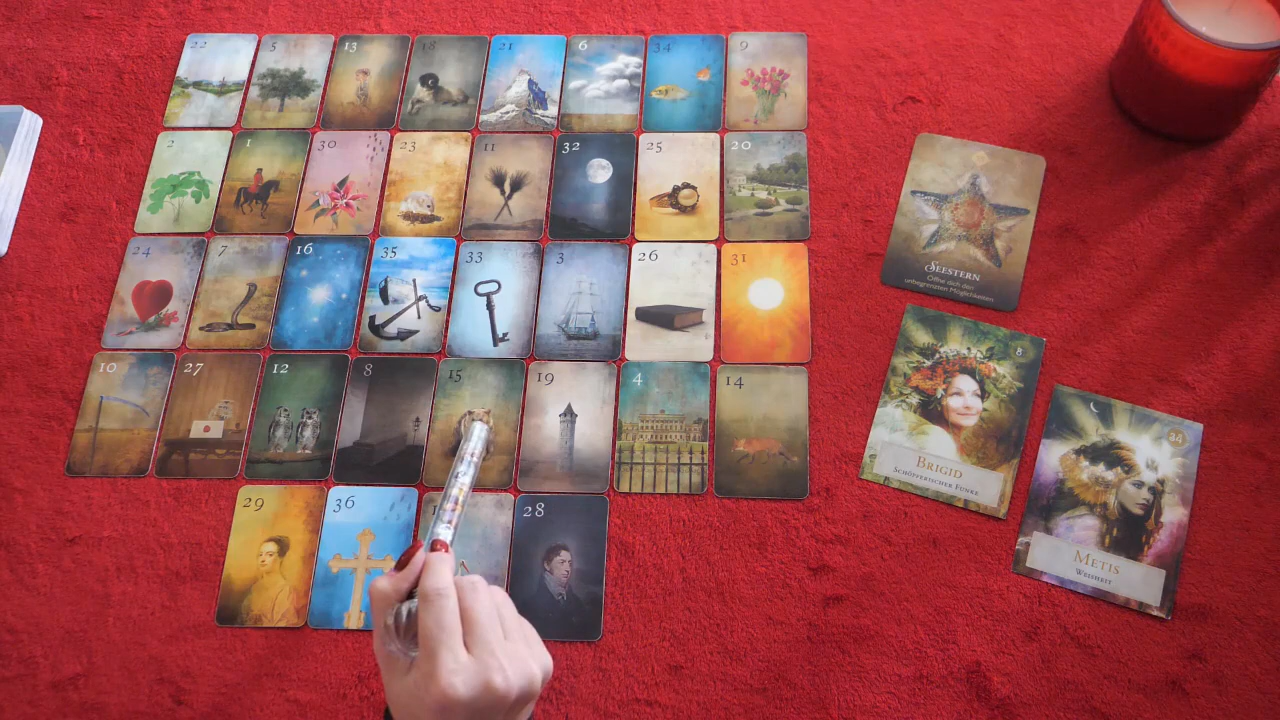 22 5 13 18 21 6 34 9
2 1 30 23 11 32 25 20
24 7 16 35 33 3 26 31
10 27 12 8 15 19 4 14
29 36 28
SEESTERN
Öffne dich den
unbegrenzten Möglichkeiten
8
BRIGID
SCHÖPFERISCHER FUNKE
34
METIS
WEISHEIT